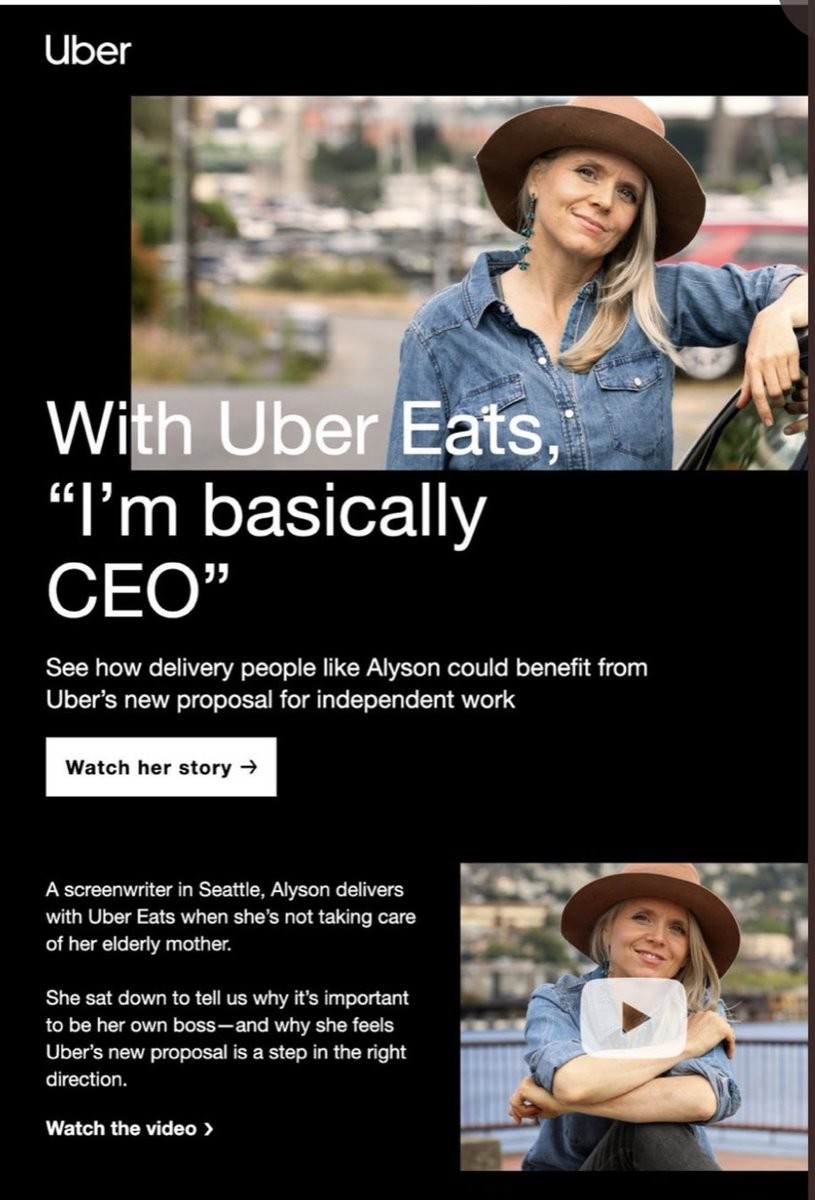 Uber
With Uber Eats,
“I’m basically
CEO”
See how delivery people like Alyson could benefit from
Uber’s new proposal for independent work
Watch her story →
A screenwriter in Seattle, Alyson delivers
with Uber Eats when she’s not taking care
of her elderly mother.
She sat down to tell us why it’s important
to be her own boss—and why she feels
Uber’s new proposal is a step in the right
direction.
Watch the video ›